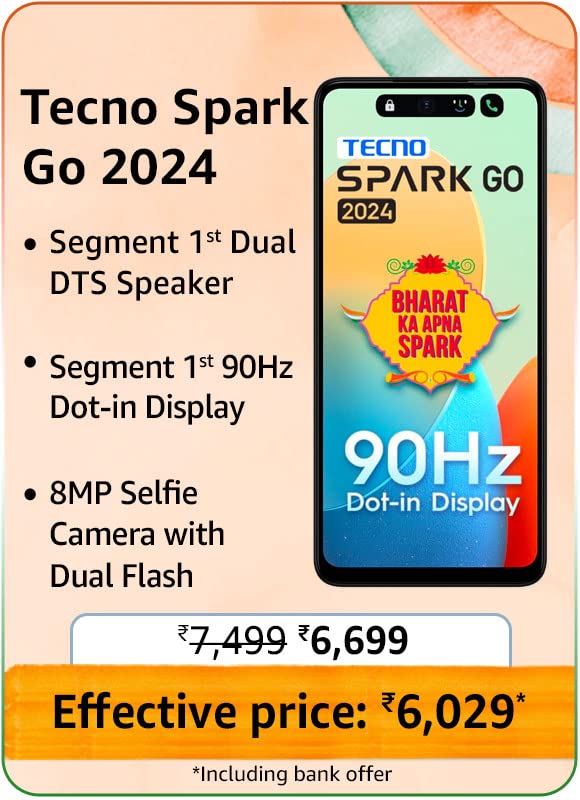 Tecno Spark
Go 2024
• Segment 1st Dual
DTS Speaker
• Segment 1st 90Hz
Dot-in Display
• 8MP Selfie
Camera with
Dual Flash
TECNO
SPARK GO
2024
BHARAT
KA APNA
SPARK
90Hz
Dot-in Display
₹7,499 ₹6,699
Effective price: ₹6,029*
*Including bank offer